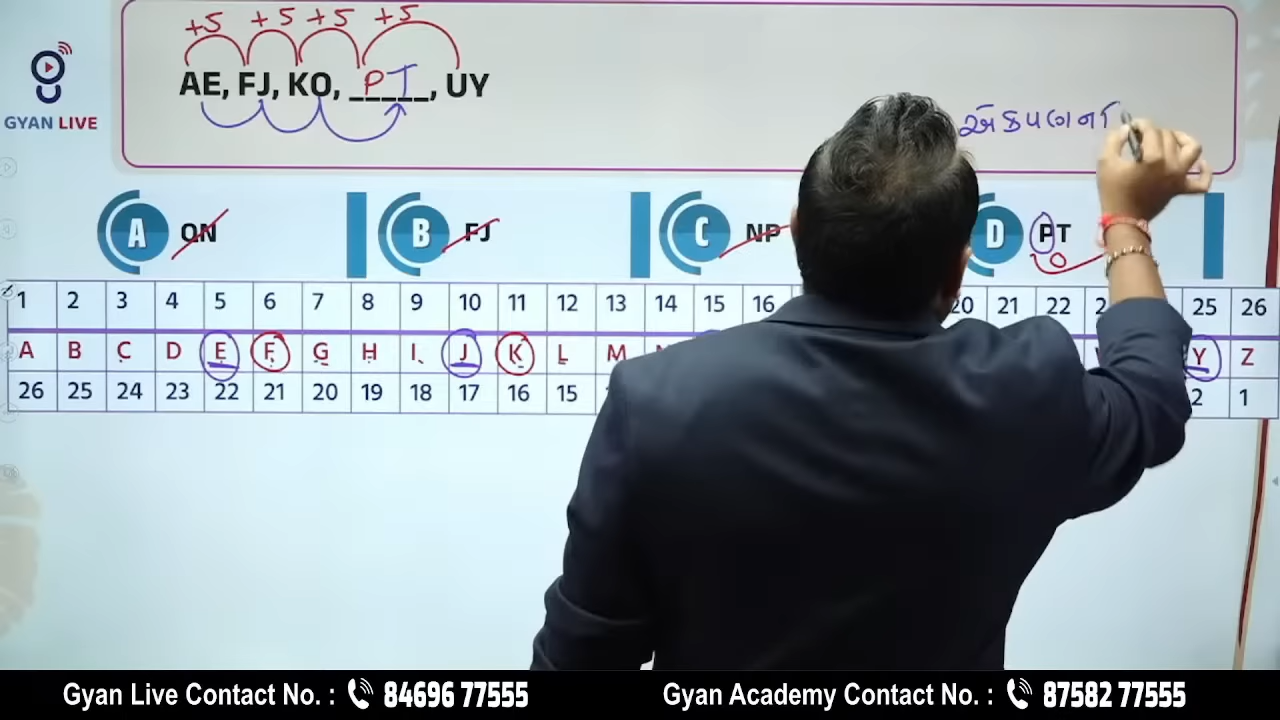 +5 +5 +5 +5
GYAN LIVE
AE, FJ, KO, PT, UY
A QN
B FJ
C NP
D PT
1 2 3 4 5 6 7 8 9 10 11 12 13 14 15 16 20 21 22 25 26
A B C D E F G H I J K L M Y Z
26 25 24 23 22 21 20 19 18 17 16 15 2 1
Gyan Live Contact No. : 84696 77555 Gyan Academy Contact No. : 87582 77555